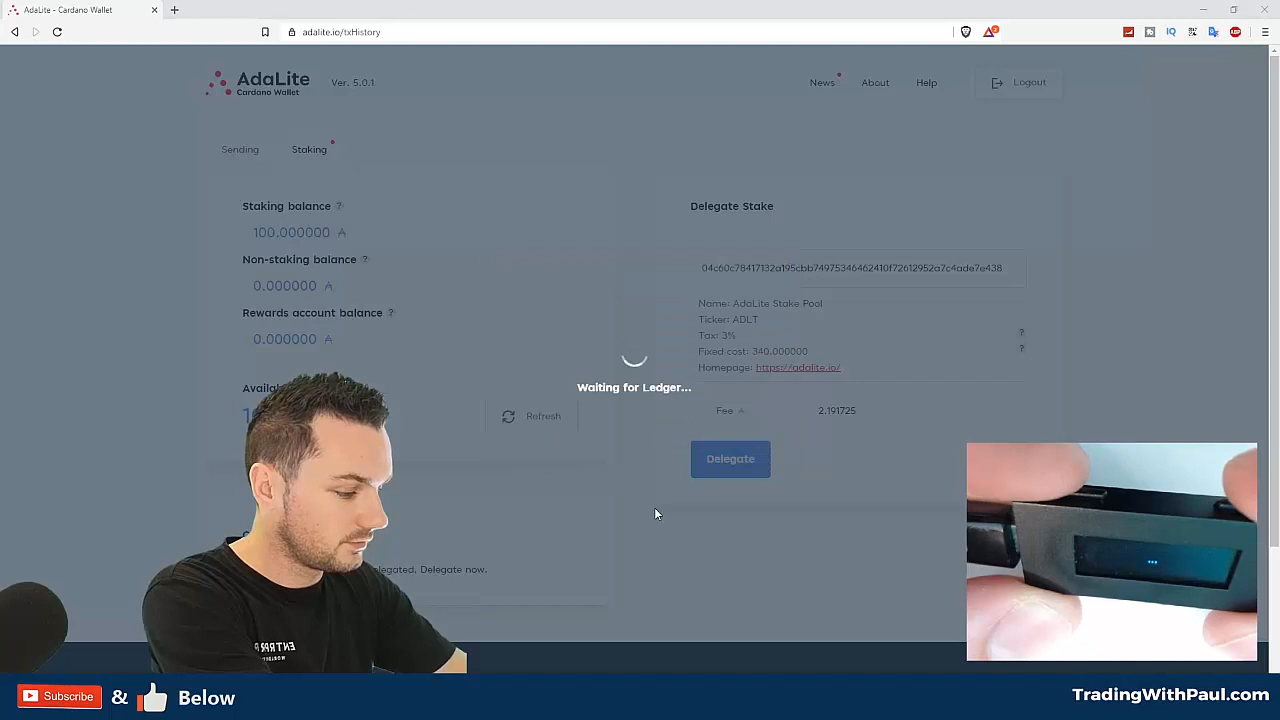 AdaLite – Cardano Wallet
adalite.io/txHistory
AdaLite
Cardano Wallet
Ver. 5.0.1
News
About
Help
Logout
Sending
Staking
Staking balance ?
100.000000
Non-staking balance ?
0.000000
Rewards account balance ?
0.000000
Refresh
Delegate Stake
04c60c78417132a195cbb74975346462410f72612952a7c4ade7e438
Name: AdaLite Stake Pool
Ticker: ADLT
Tax: 3%
?
Fixed cost: 340.000000
?
Homepage: https://adalite.io/
Fee
2.191725
Delegate
Waiting for Ledger...
Delegate now.
ENTRPR
Subscribe & Below
TradingWithPaul.com